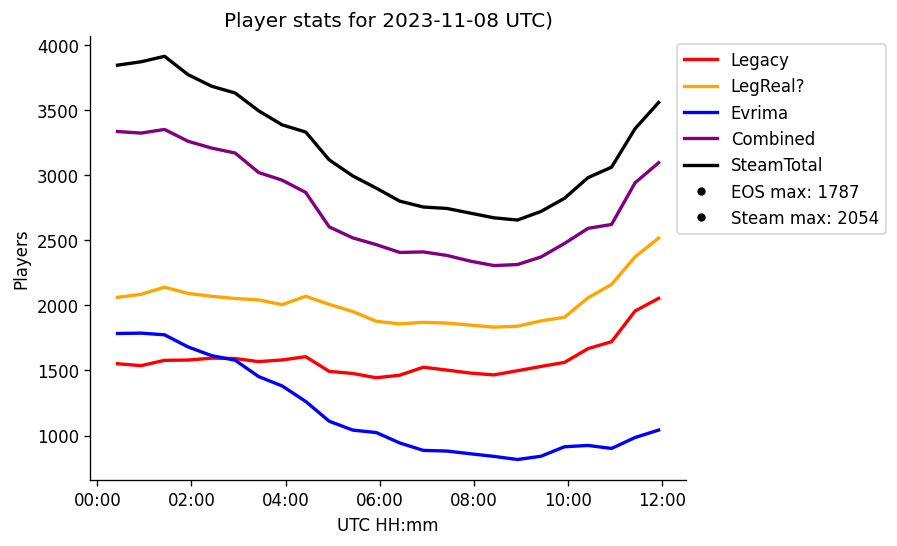 Player stats for 2023-11-08 UTC)
4000
3500
3000
2500
2000
1500
1000
Players
00:00 02:00 04:00 06:00 08:00 10:00 12:00
UTC HH:mm
Legacy
LegReal?
Evrima
Combined
SteamTotal
EOS max: 1787
Steam max: 2054